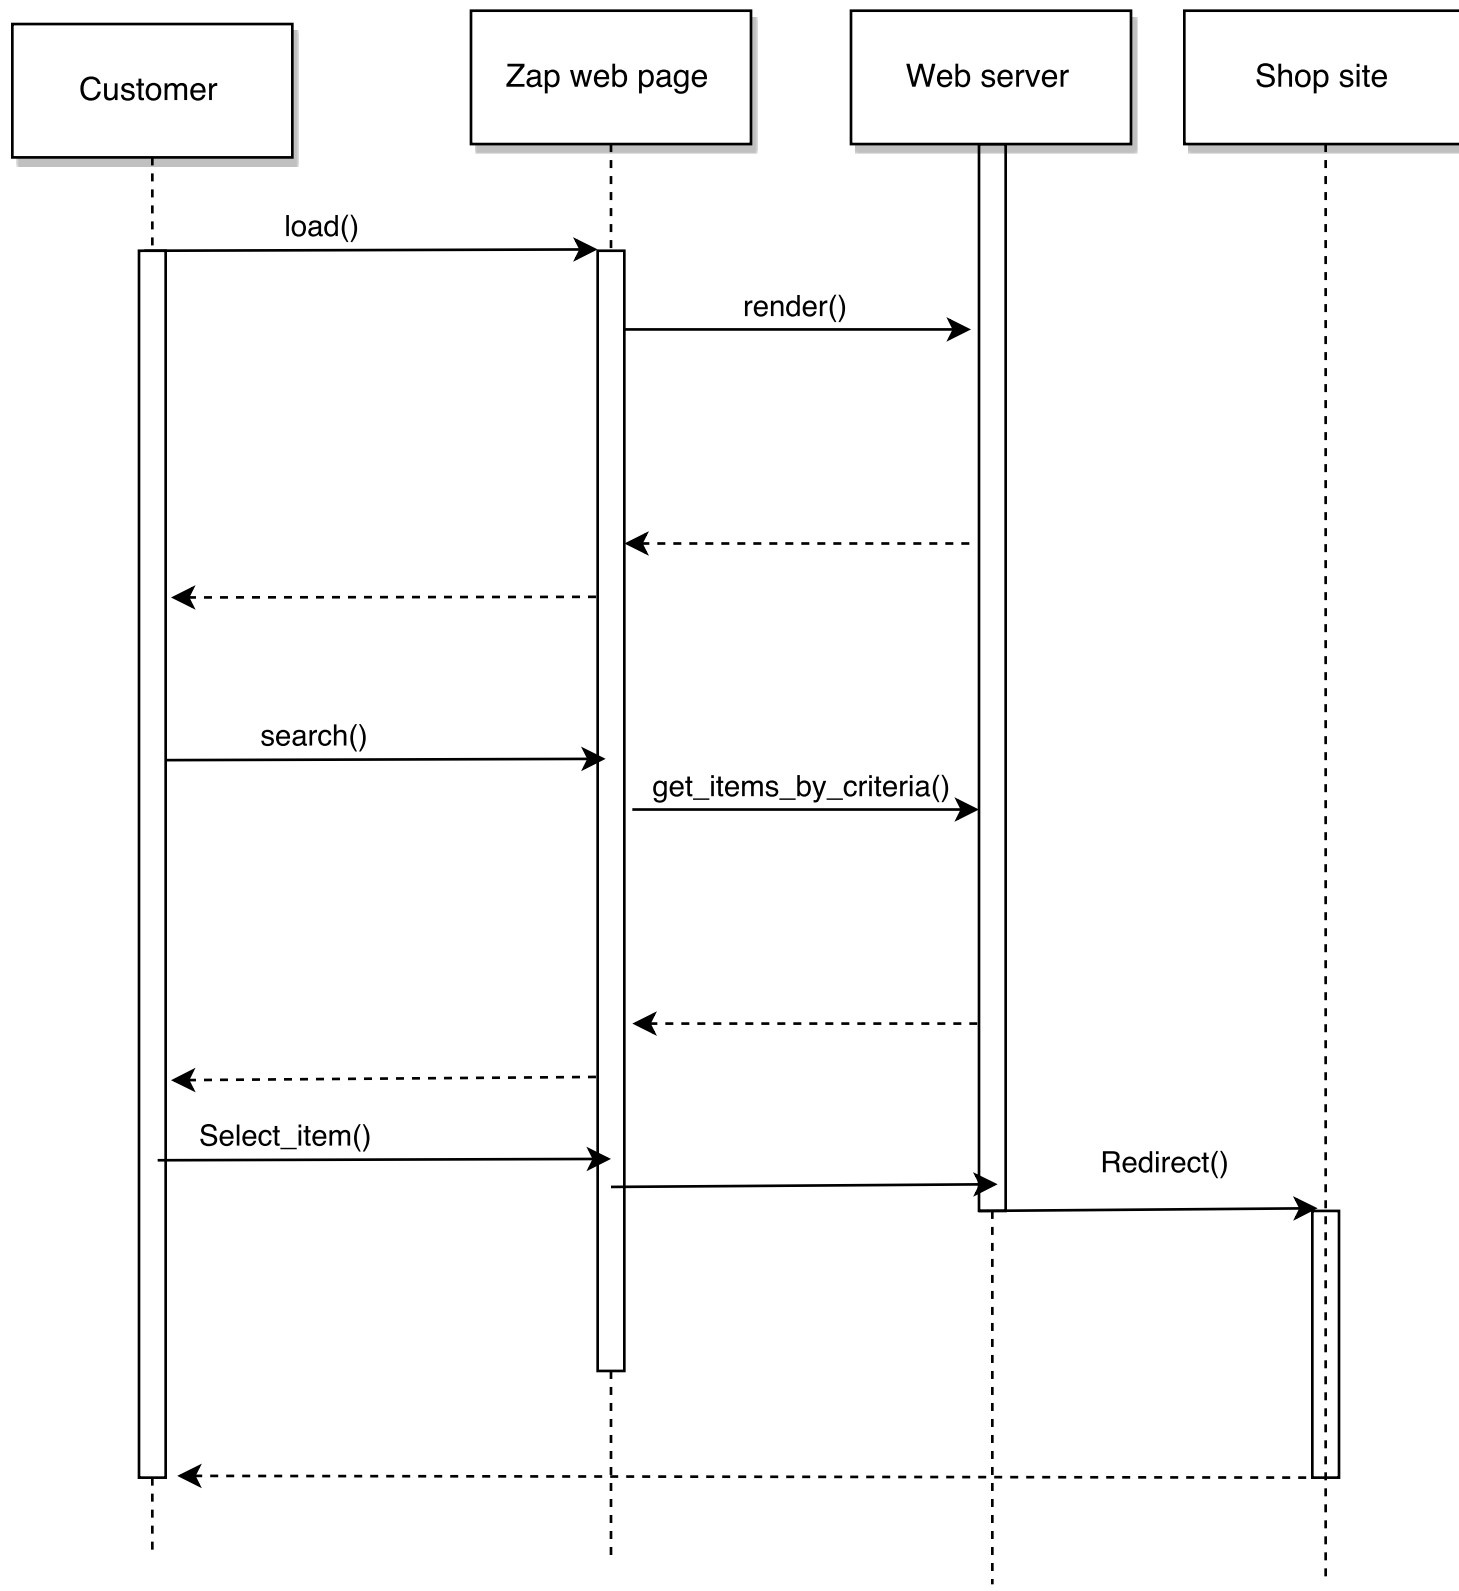 Customer
Zap web page
Web server
Shop site
load()
render()
search()
get_items_by_criteria()
Select_item()
Redirect()